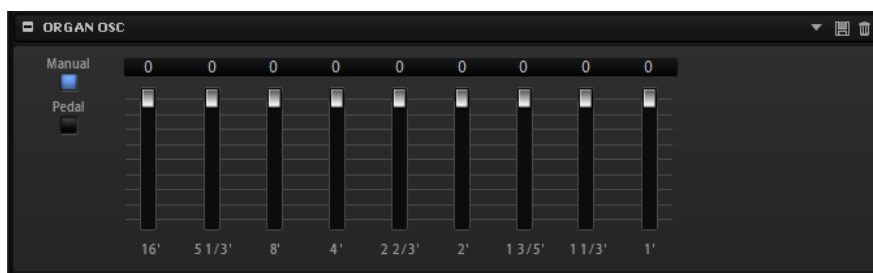 ORGAN OSC
Manual
0 0 0 0 0 0 0 0 0
Pedal
16' 5 1/3' 8' 4' 2 2/3' 2' 1 3/5' 1 1/3' 1'